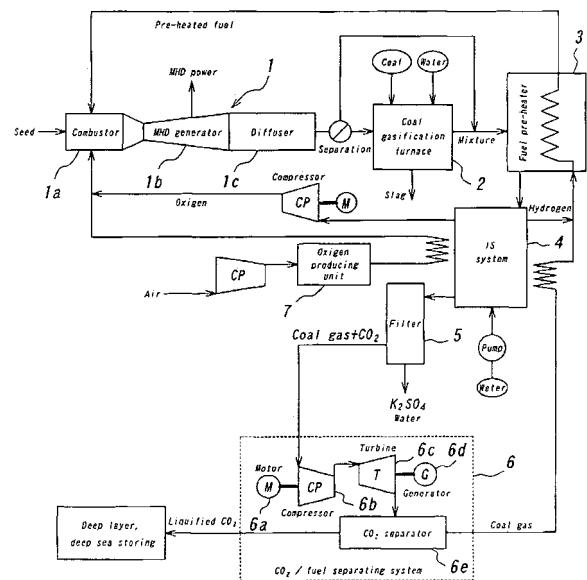 Pre-heated fuel
3
MHD power
1
Coal
Water
Fuel pre-heater
Seed
Combustor
MHD generator
Diffuser
Coal
gasification
furnace
Mixture
Separation
1a
1b
1c
2
Compressor
Slag
CP
M
Oxygen
Hydrogen
4
IS
system
CP
Oxygen
producing
unit
Air
7
Filter
Coal gas+CO2
5
Pump
Water
K2SO4
Water
Turbine
6c
6d
6
Motor
T
G
M
CP
6b
Generator
6a
Compressor
Deep layer,
deep sea storing
Liquified CO2
CO2 separator
Coal gas
6e
CO2 / fuel separating system